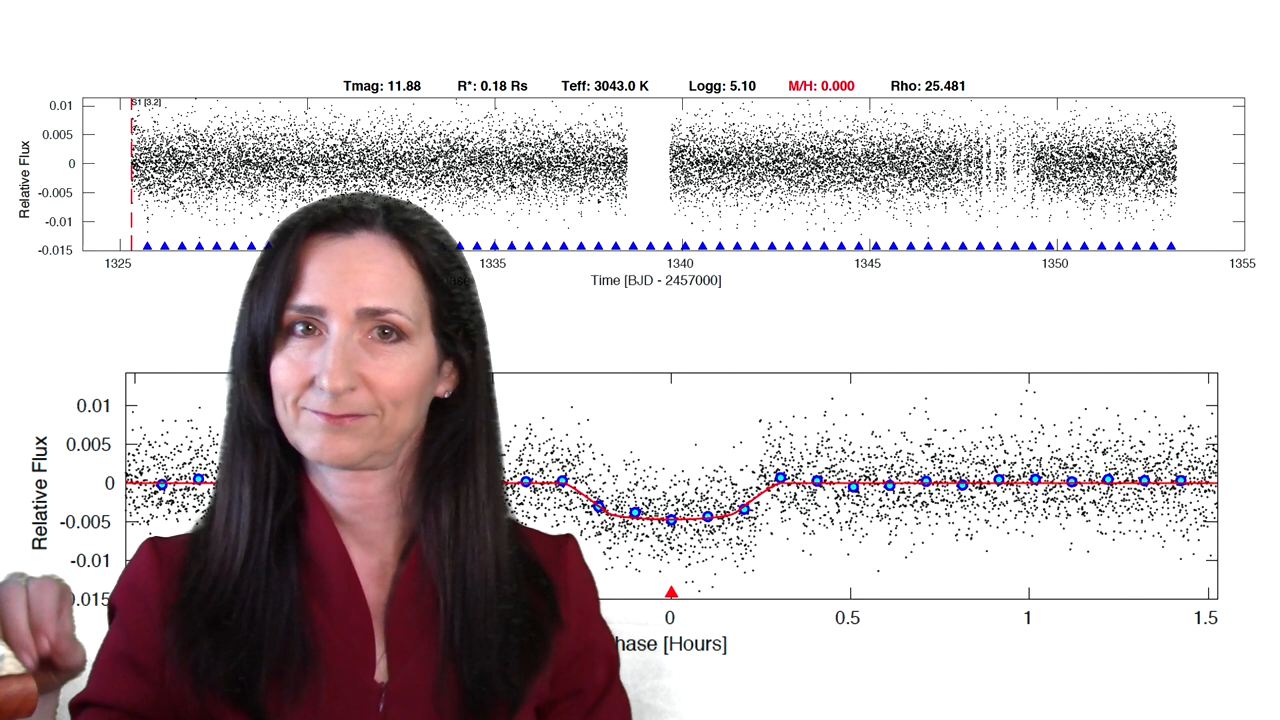 Tmag: 11.88 R*: 0.18 Rs Teff: 3043.0 K Logg: 5.10 M/H: 0.000 Rho: 25.481
S1 [3.2]
Relative Flux
0.01
0.005
0
-0.005
-0.01
-0.015
1325 1335 1340 1345 1350 1355
Time [BJD - 2457000]
Relative Flux
0.01
0.005
0
-0.005
-0.01
0 0.5 1 1.5
[Hours]